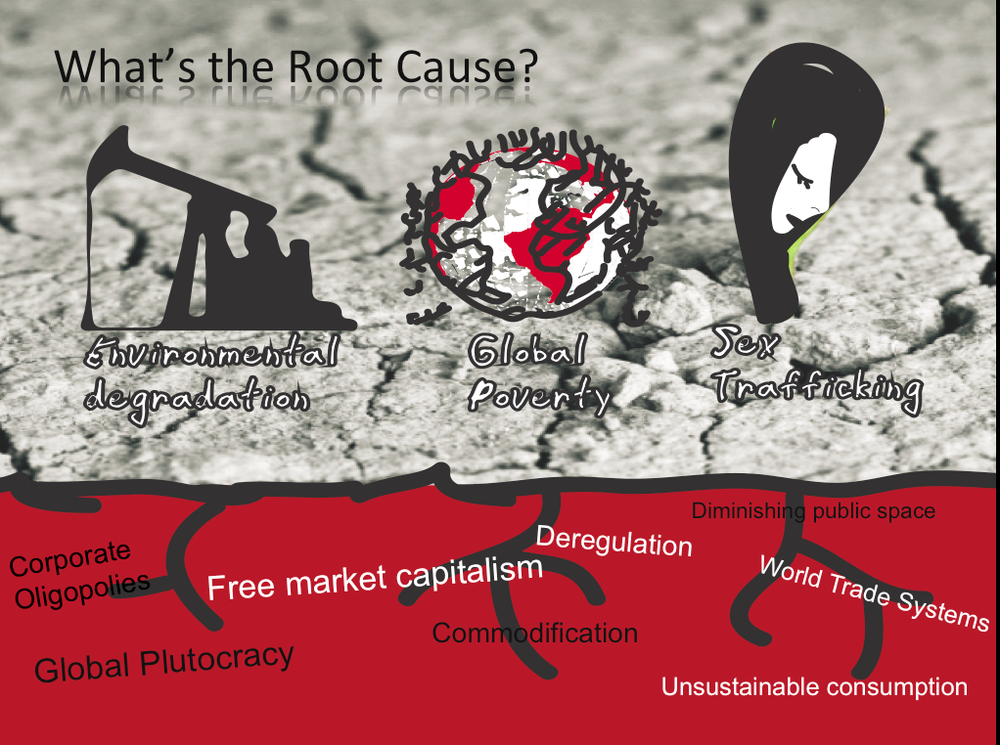 What's the Root Cause?
Environmental
degradation
Global
Poverty
Sex
Trafficking
Diminishing public space
Deregulation
Corporate
Oligopolies
Free market capitalism
World Trade Systems
Commodification
Global Plutocracy
Unsustainable consumption